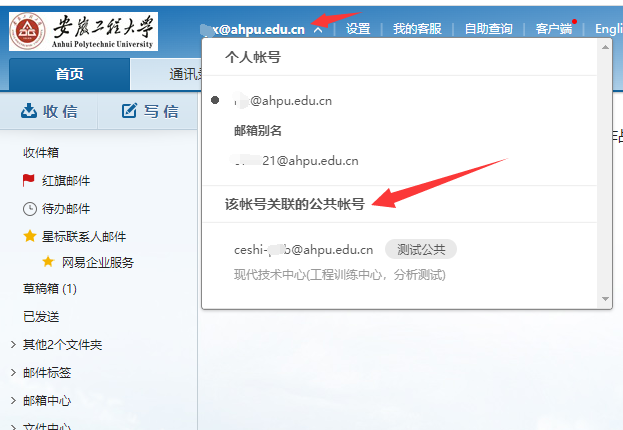 安徽工程大学
Anhui Polytechnic University
x@ahpu.edu.cn 设置 我的客服 自助查询 客户端 Engli
首页 通讯
个人帐号
@ahpu.edu.cn
邮箱别名
21@ahpu.edu.cn
该帐号关联的公共帐号
ceshi- b@ahpu.edu.cn 测试公共
现代技术中心(工程训练中心，分析测试)
收信 写信
收件箱
红旗邮件
待办邮件
星标联系人邮件
网易企业服务
草稿箱 (1)
已发送
其他2个文件夹
邮件标签
邮箱中心
文件中心